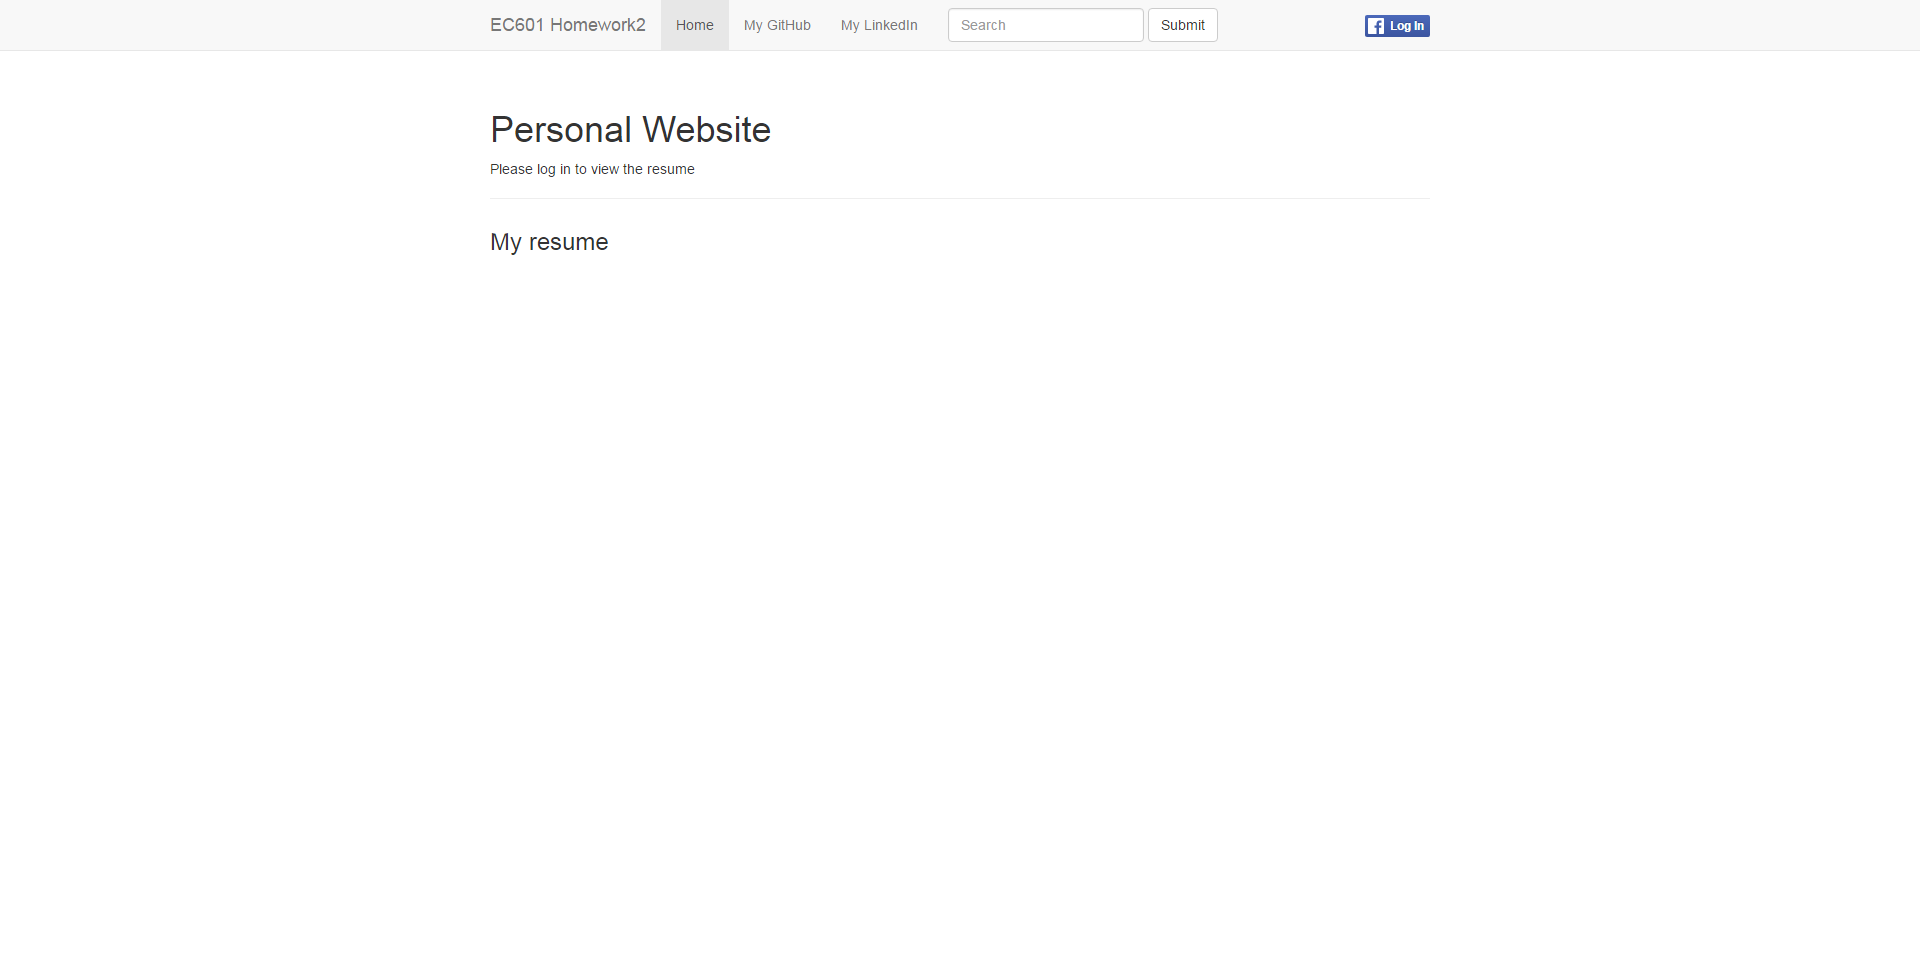 EC601 Homework2 Home My GitHub My LinkedIn Search Submit Log In
Personal Website
Please log in to view the resume
My resume